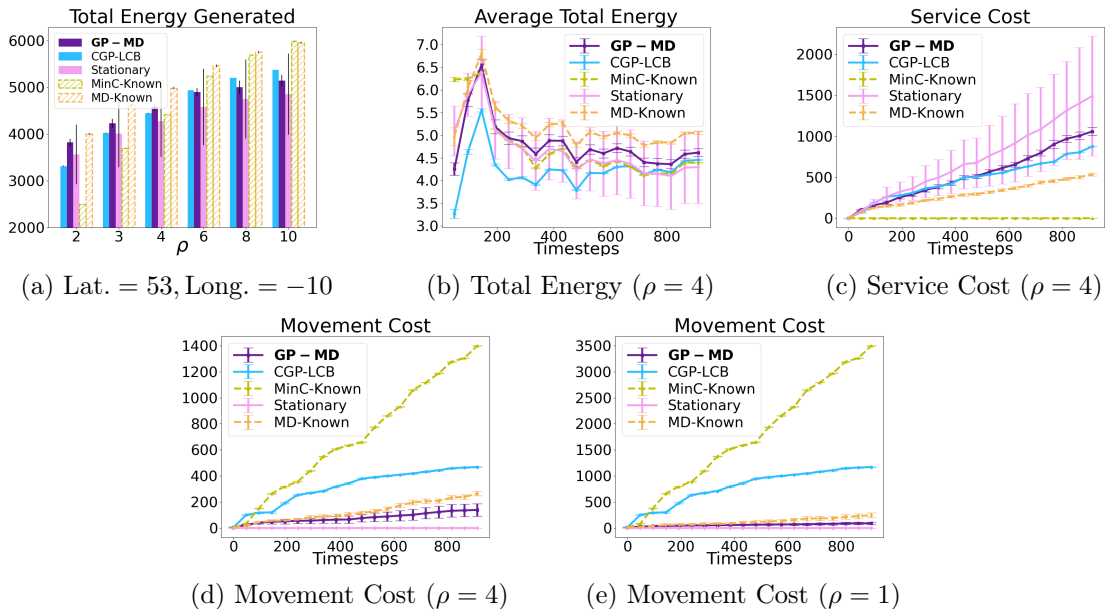 Total Energy Generated
6000
5000
4000
3000
2000
GP − MD
CGP-LCB
Stationary
MinC-Known
MD-Known
2 3 4 6 8 10
ρ
(a) Lat. = 53, Long. = −10
Average Total Energy
7.0
6.5
6.0
5.5
5.0
4.5
4.0
3.5
3.0
GP − MD
CGP-LCB
MinC-Known
Stationary
MD-Known
0 200 400 600 800
Timesteps
(b) Total Energy (ρ = 4)
Service Cost
2000
1500
1000
500
0
GP − MD
CGP-LCB
MinC-Known
Stationary
MD-Known
0 200 400 600 800
Timesteps
(c) Service Cost (ρ = 4)
Movement Cost
1400
1200
1000
800
600
400
200
0
GP − MD
CGP-LCB
MinC-Known
Stationary
MD-Known
0 200 400 600 800
Timesteps
(d) Movement Cost (ρ = 4)
Movement Cost
3500
3000
2500
2000
1500
1000
500
0
GP − MD
CGP-LCB
MinC-Known
Stationary
MD-Known
0 200 400 600 800
Timesteps
(e) Movement Cost (ρ = 1)